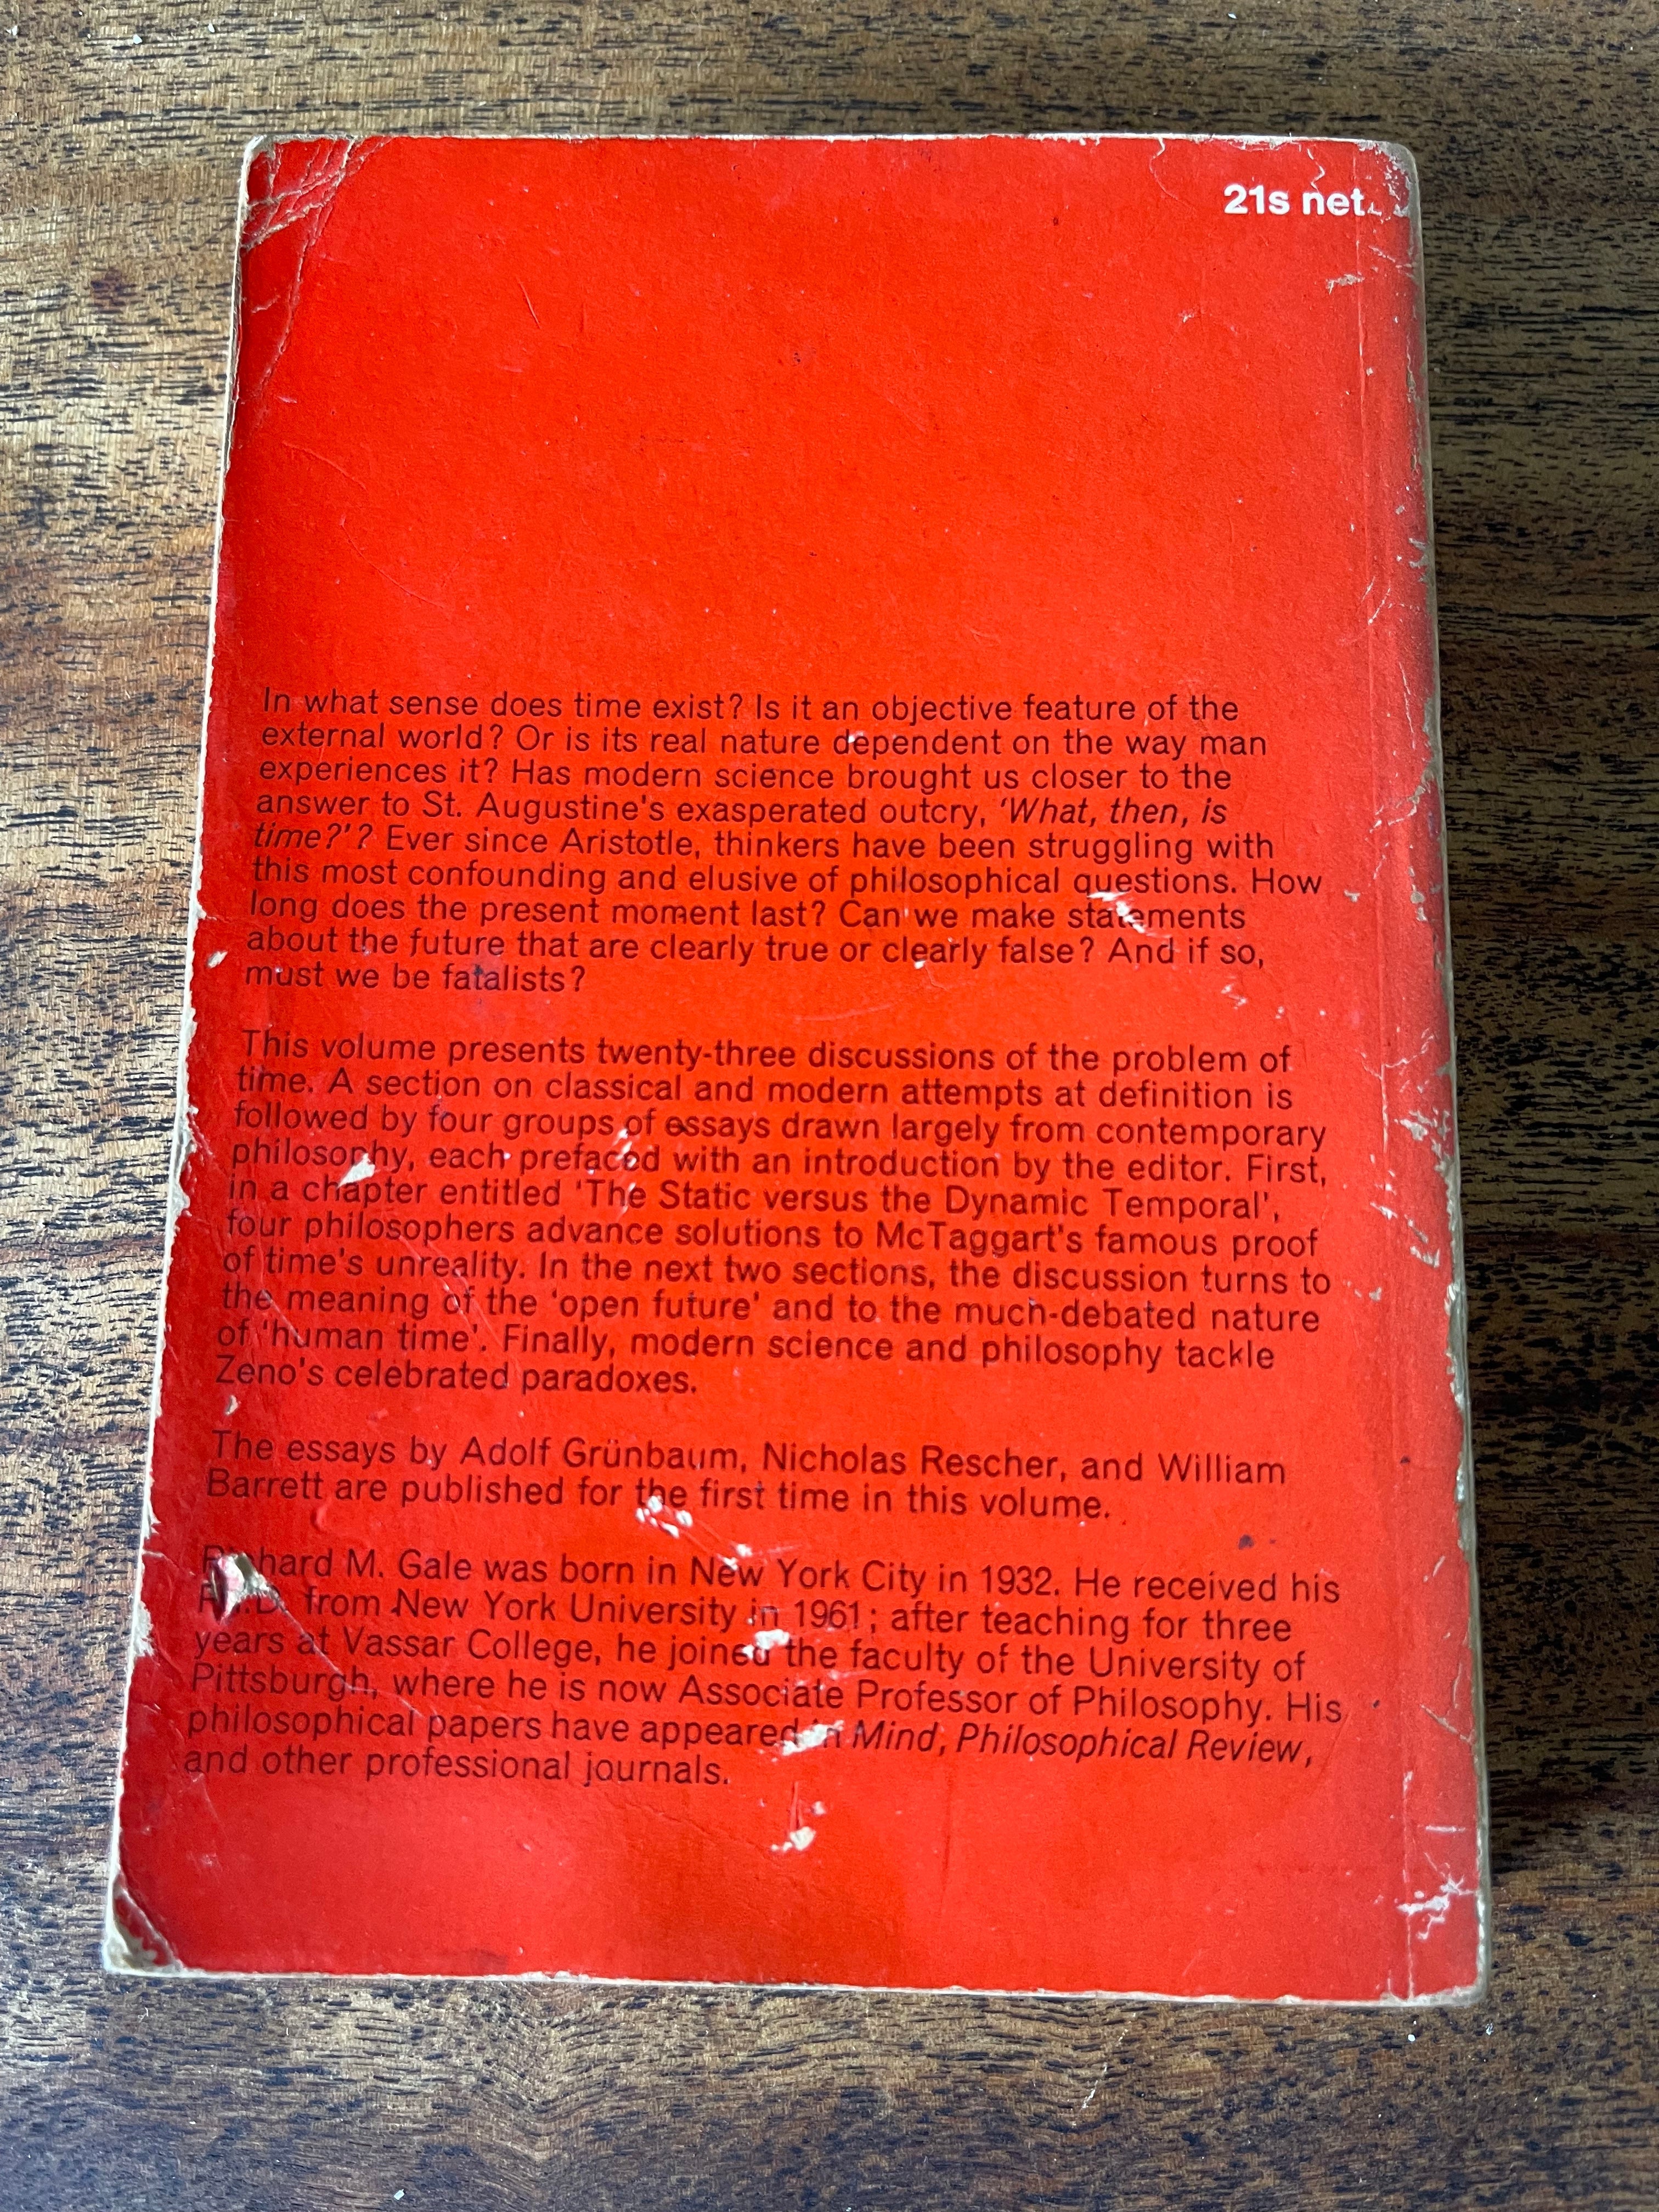 21s net
In what sense does time exist? Is it an objective feature of the
external world? Or is its real nature dependent on the way man
experiences it? Has modern science brought us closer to the
answer to St. Augustine's exasperated outcry, 'What, then, is
time?'? Ever since Aristotle, thinkers have been struggling with
this most confounding and elusive of philosophical questions. How
long does the present moment last? Can we make statements
about the future that are clearly true or clearly false? And if so,
must we be fatalists?
This volume presents twenty-three discussions of the problem of
time. A section on classical and modern attempts at definition is
followed by four groups of essays drawn largely from contemporary
philosophy, each prefaced with an introduction by the editor. First,
in a chapter entitled 'The Static versus the Dynamic Temporal',
four philosophers advance solutions to McTaggart's famous proof
of time's unreality. In the next two sections, the discussion turns to
the meaning of the 'open future' and to the much-debated nature
of 'human time'. Finally, modern science and philosophy tackle
Zeno's celebrated paradoxes.
The essays by Adolf Grünbaum, Nicholas Rescher, and William
Barrett are published for the first time in this volume.
Richard M. Gale was born in New York City in 1932. He received his
Ph.D. from New York University in 1961; after teaching for three
years at Vassar College, he joined the faculty of the University of
Pittsburgh, where he is now Associate Professor of Philosophy. His
philosophical papers have appeared in Mind, Philosophical Review,
and other professional journals.